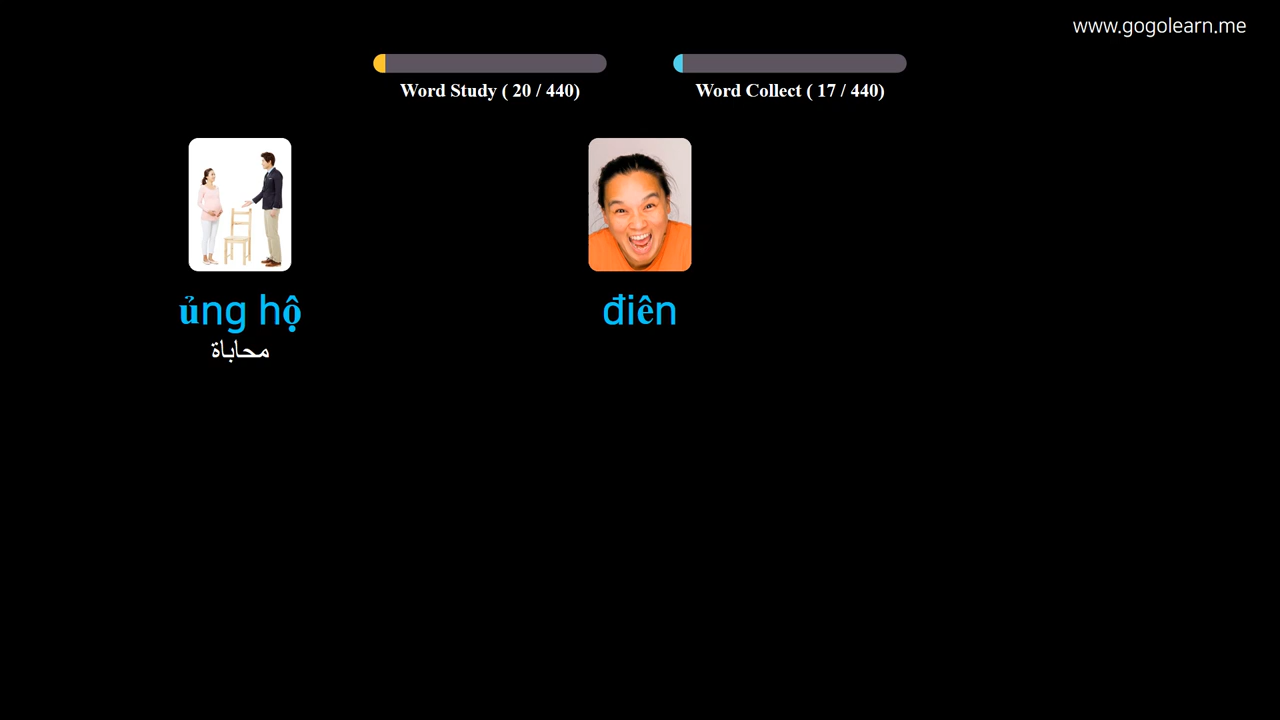 www.gogolearn.me
Word Study ( 20 / 440)
Word Collect ( 17 / 440)
ủng hộ
محاباة
điên